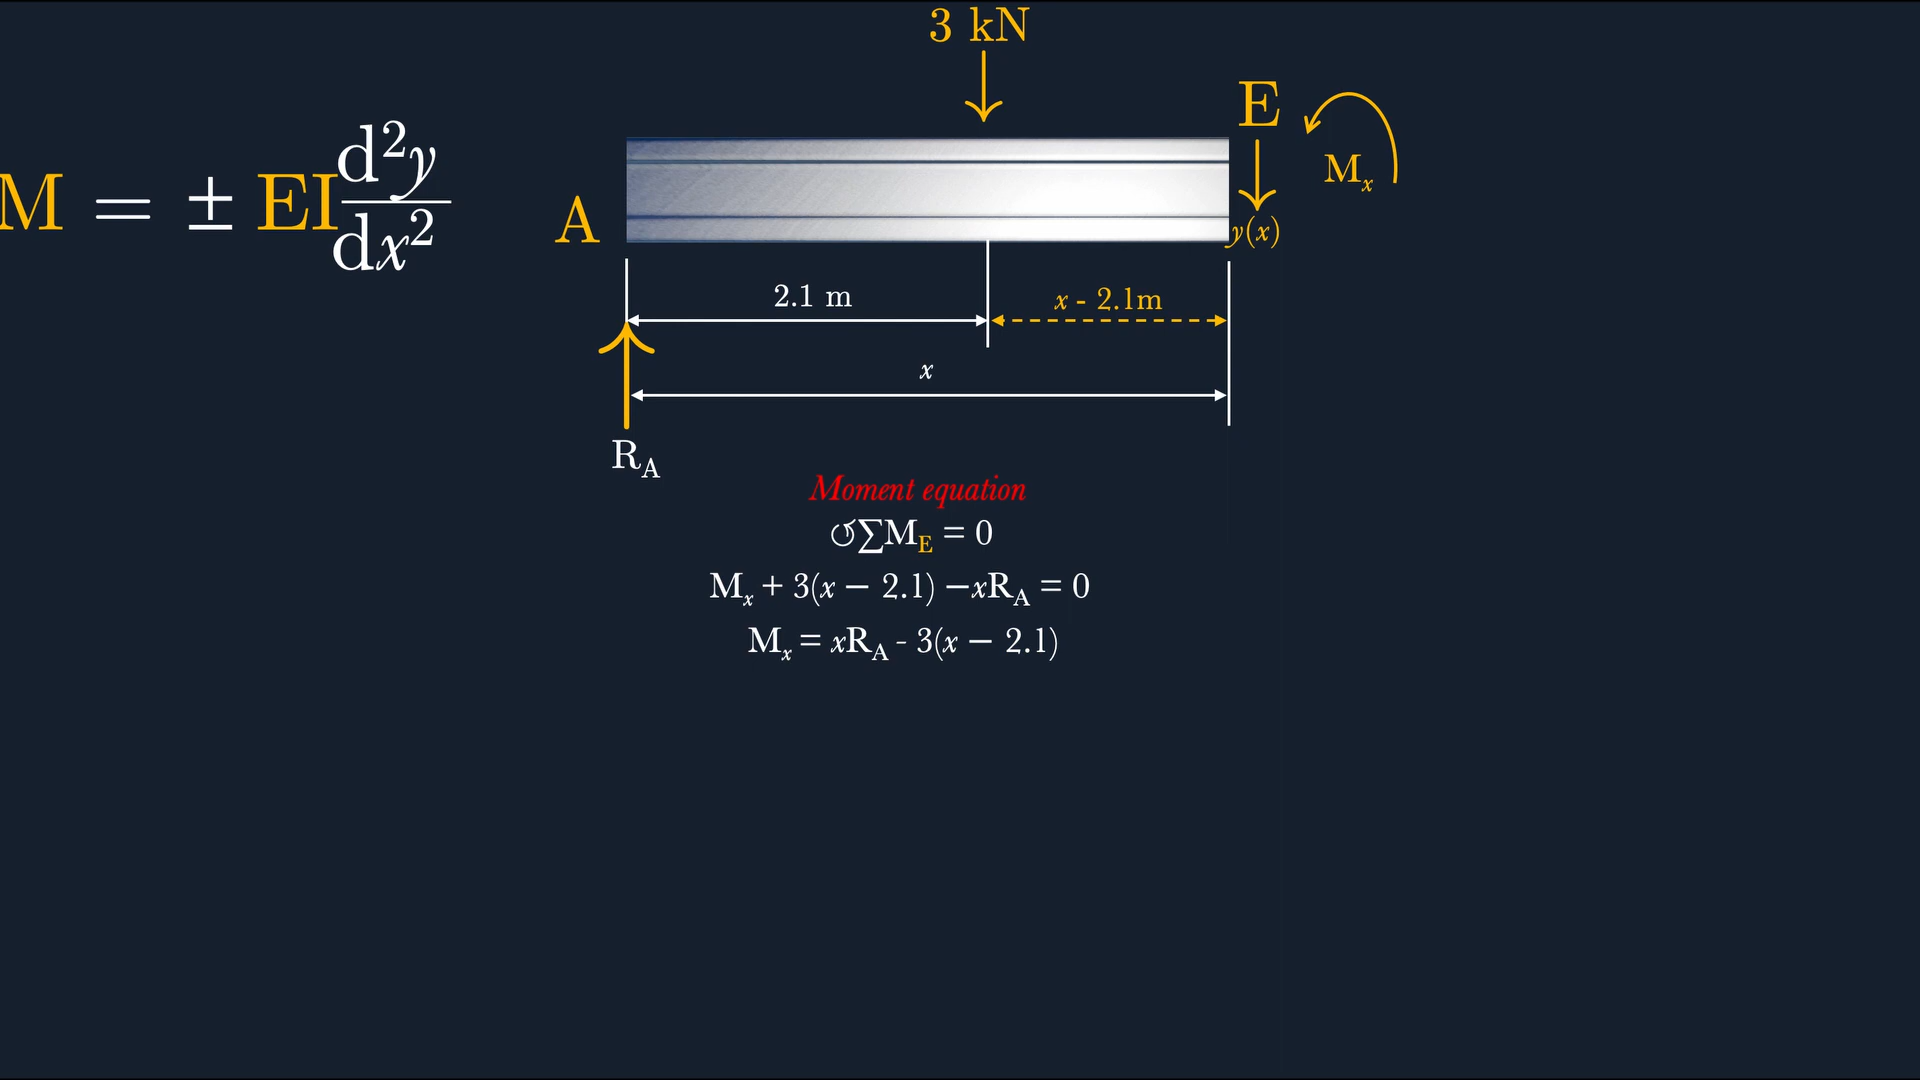 3 kN
E
M = ± EI d²y/dx²
A
Mₓ
y(x)
2.1 m
x - 2.1m
x
R_A
Moment equation
↺∑M_E = 0
Mₓ + 3(x − 2.1) −xR_A = 0
Mₓ = xR_A - 3(x − 2.1)